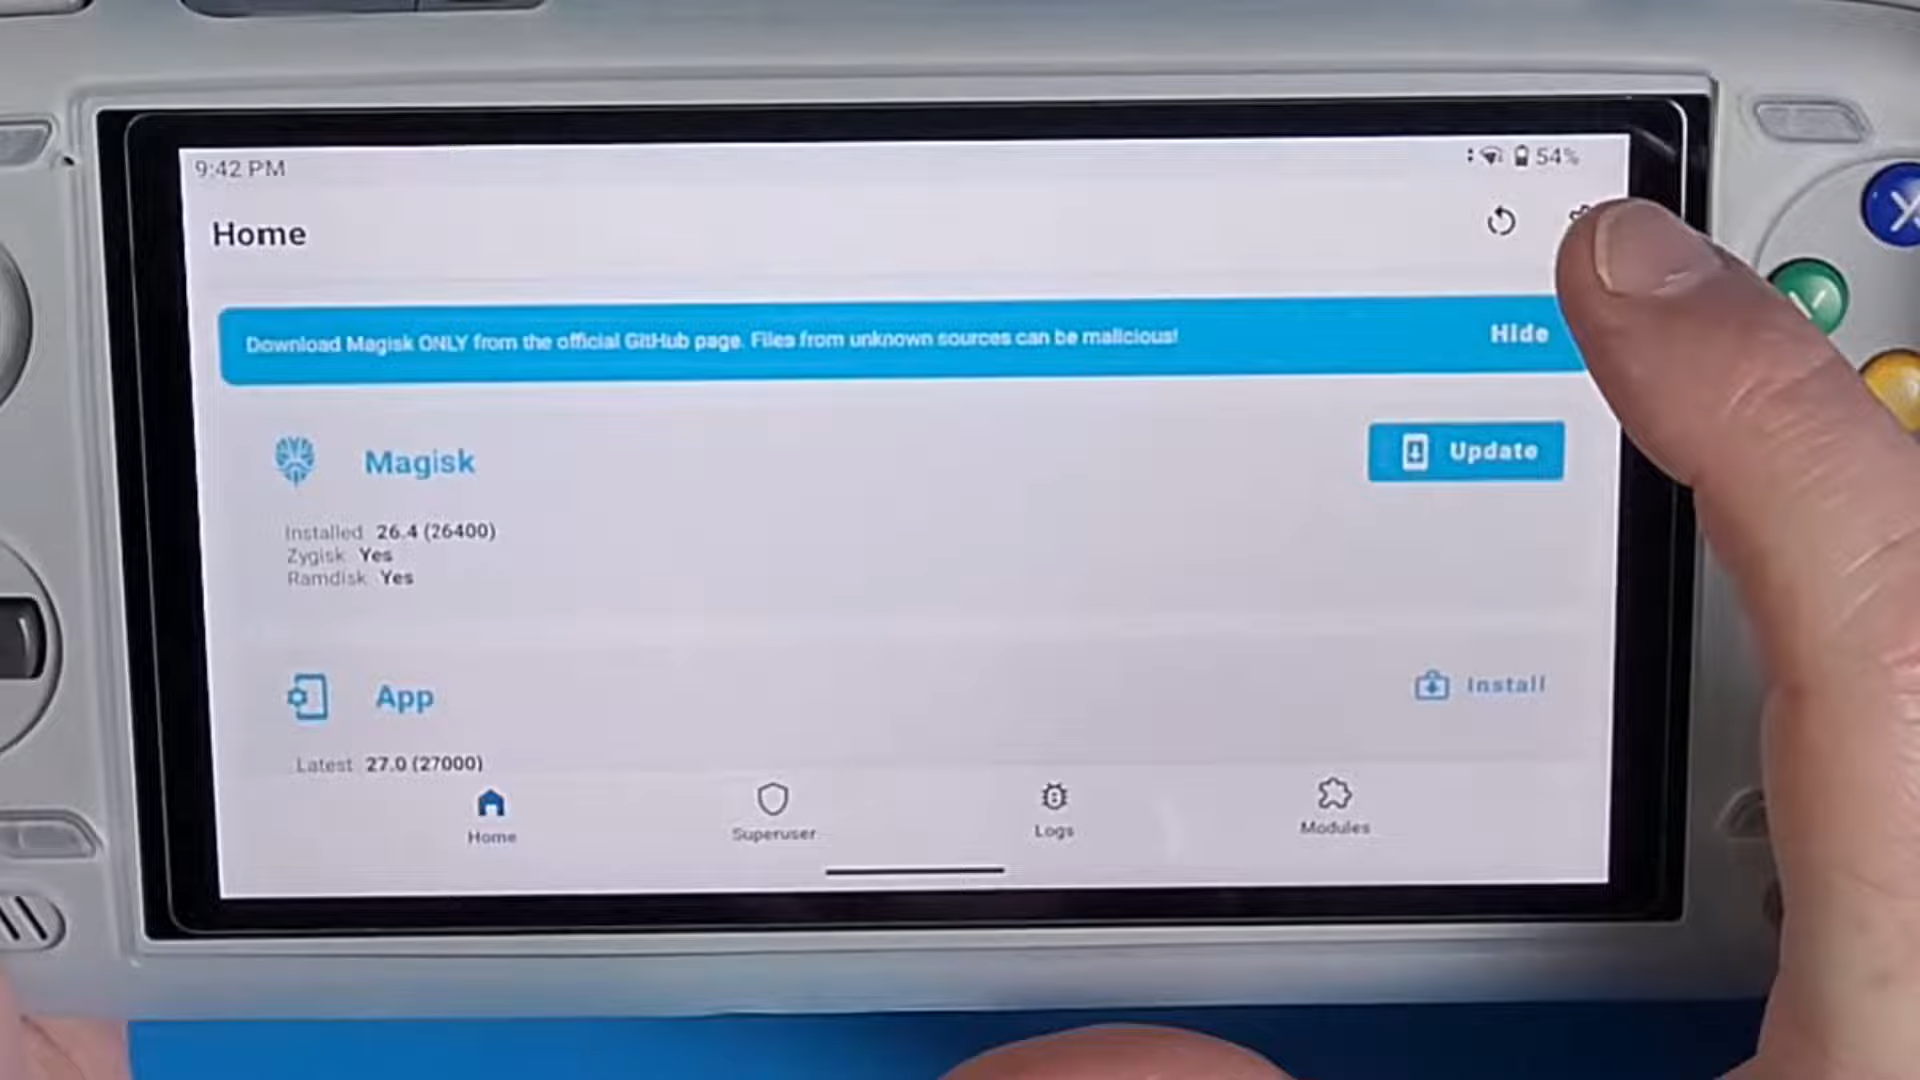 9:42 PM
54%
Home
Download Magisk ONLY from the official GitHub page. Files from unknown sources can be malicious!
Hide
Magisk
Update
Installed 26.4 (26400)
Zygisk Yes
Ramdisk Yes
App
Install
Latest 27.0 (27000)
Home
Superuser
Logs
Modules
X
Y